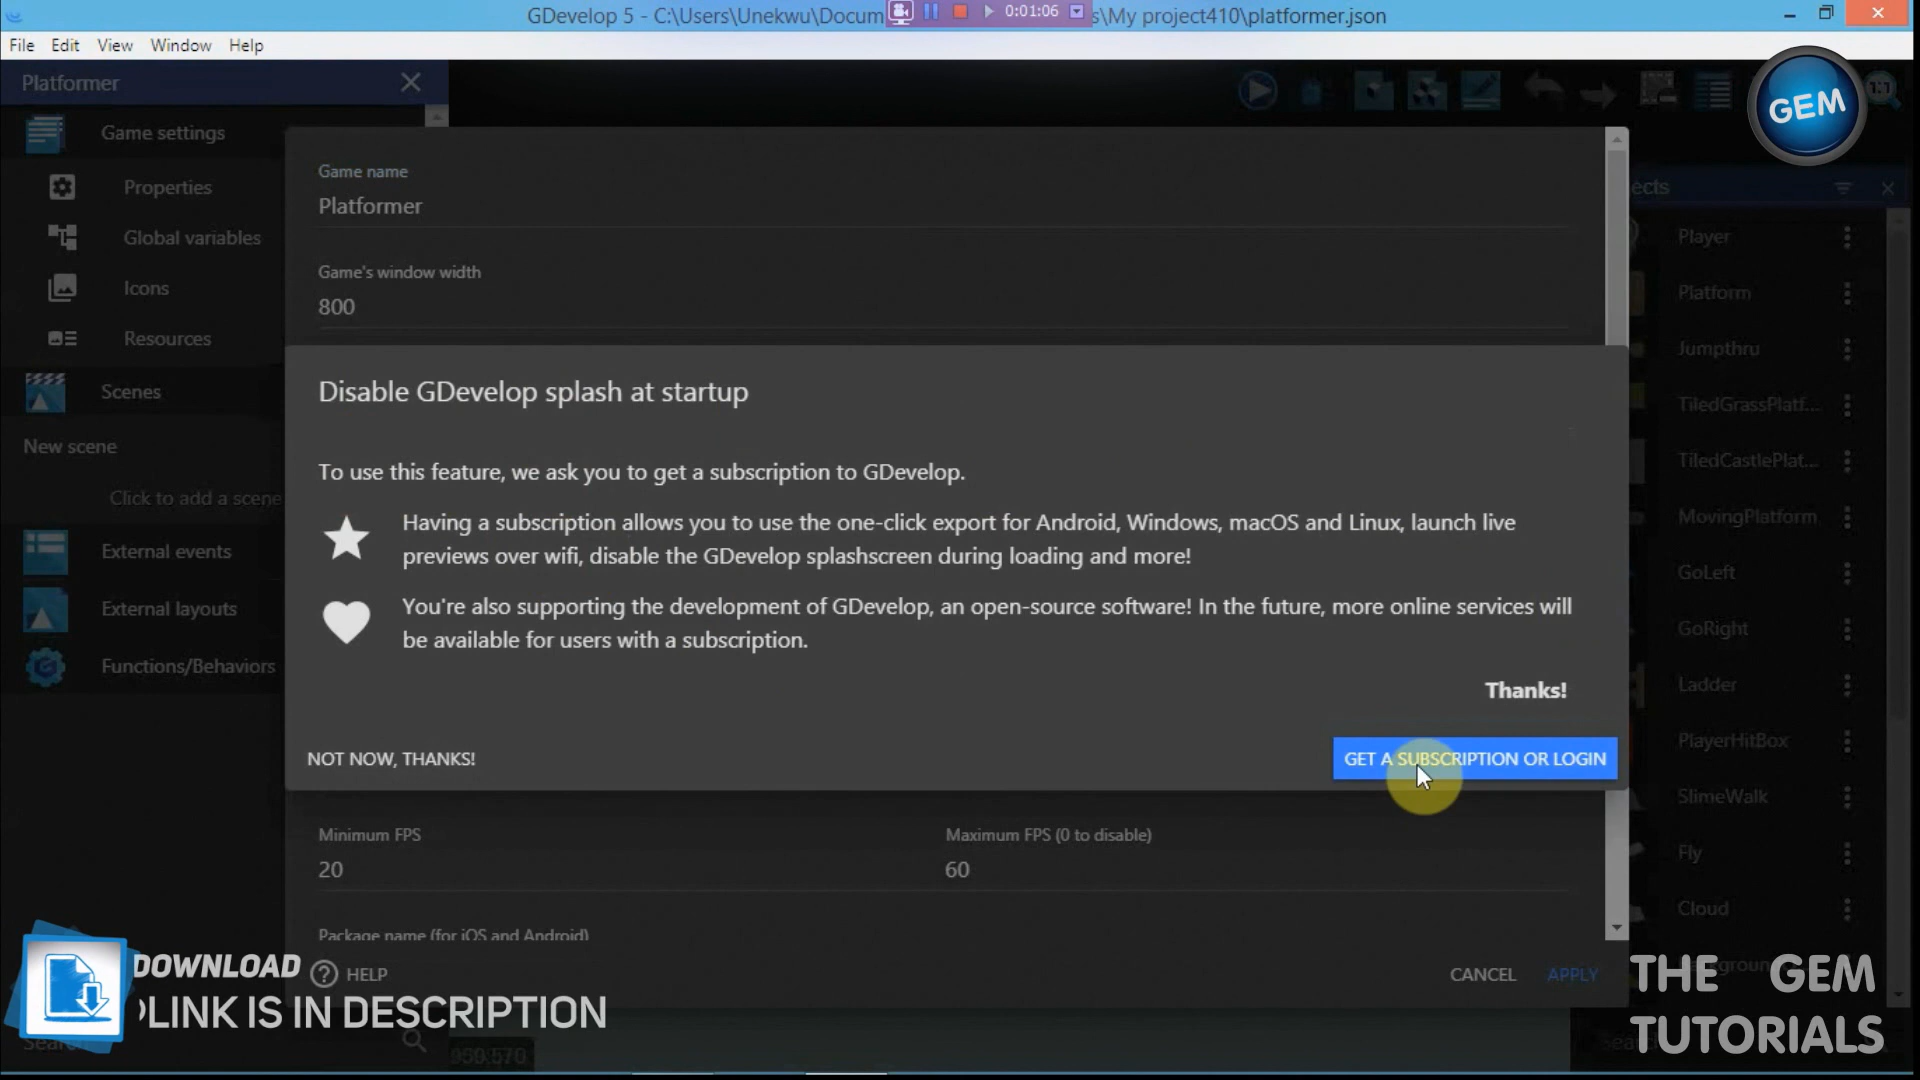 GDevelop 5 - C:\Users\Unekwu\Docum
0:01:06
s\My project410\platformer.json
File Edit View Window Help
Platformer
GEM
1:1
Game settings
Properties
Global variables
Icons
Resources
Scenes
New scene
Click to add a scene
External events
External layouts
Functions/Behaviors
Game name
Platformer
Game's window width
800
Disable GDevelop splash at startup
To use this feature, we ask you to get a subscription to GDevelop.
Having a subscription allows you to use the one-click export for Android, Windows, macOS and Linux, launch live
previews over wifi, disable the GDevelop splashscreen during loading and more!
You're also supporting the development of GDevelop, an open-source software! In the future, more online services will
be available for users with a subscription.
Thanks!
NOT NOW, THANKS!
GET A SUBSCRIPTION OR LOGIN
Minimum FPS
20
Maximum FPS (0 to disable)
60
Package name (for iOS and Android)
HELP
CANCEL
APPLY
ects
Player
Platform
Jumpthru
TiledGrassPlatf...
TiledCastlePlat...
MovingPlatform
GoLeft
GoRight
Ladder
PlayerHitBox
SlimeWalk
Fly
Cloud
DOWNLOAD
LINK IS IN DESCRIPTION
THE GEM
TUTORIALS
959;570